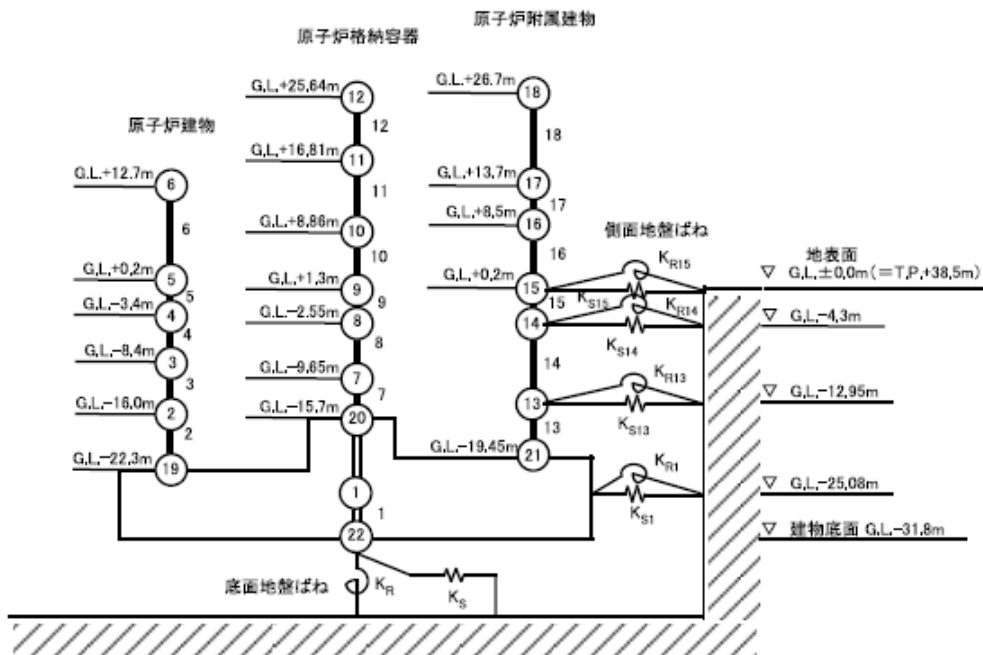 原子炉建物
G.L.+12.7m
6
6
G.L.+0.2m
5
5
G.L.-3.4m
4
4
G.L.-8.4m
3
3
G.L.-16.0m
2
2
G.L.-22.3m
19
原子炉格納容器
G.L.+25.64m
12
12
G.L.+16.81m
11
11
G.L.+8.86m
10
10
G.L.+1.3m
9
9
G.L.-2.55m
8
8
G.L.-9.65m
7
7
G.L.-15.7m
20
1
1
22
底面地盤ばね
KR
KS
原子炉附属建物
G.L.+26.7m
18
18
G.L.+13.7m
17
17
G.L.+8.5m
16
16
G.L.+0.2m
15
15
14
14
13
13
G.L.-19.45m
21
側面地盤ばね
KR15
KS15
KR14
KS14
KR13
KS13
KR1
KS1
地表面
▽ G.L.±0.0m(=T.P.+38.5m)
▽ G.L.-4.3m
▽ G.L.-12.95m
▽ G.L.-25.08m
▽ 建物底面 G.L.-31.8m